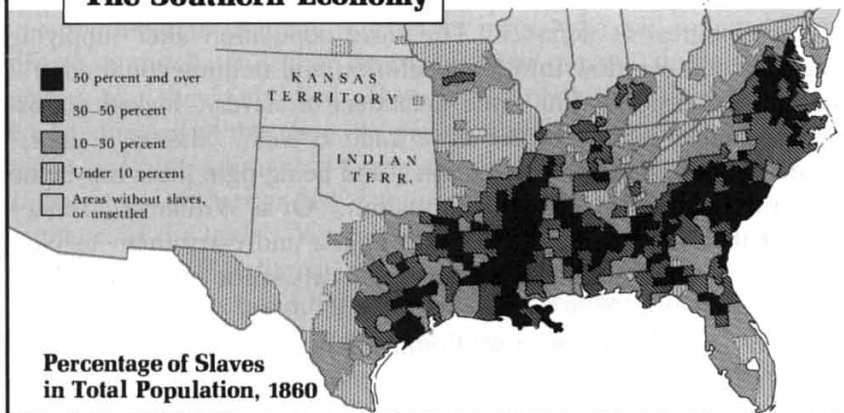 The Southern Economy
50 percent and over
30–50 percent
10–30 percent
Under 10 percent
Areas without slaves,
or unsettled
KANSAS
TERRITORY
INDIAN
TERR.
Percentage of Slaves
in Total Population, 1860